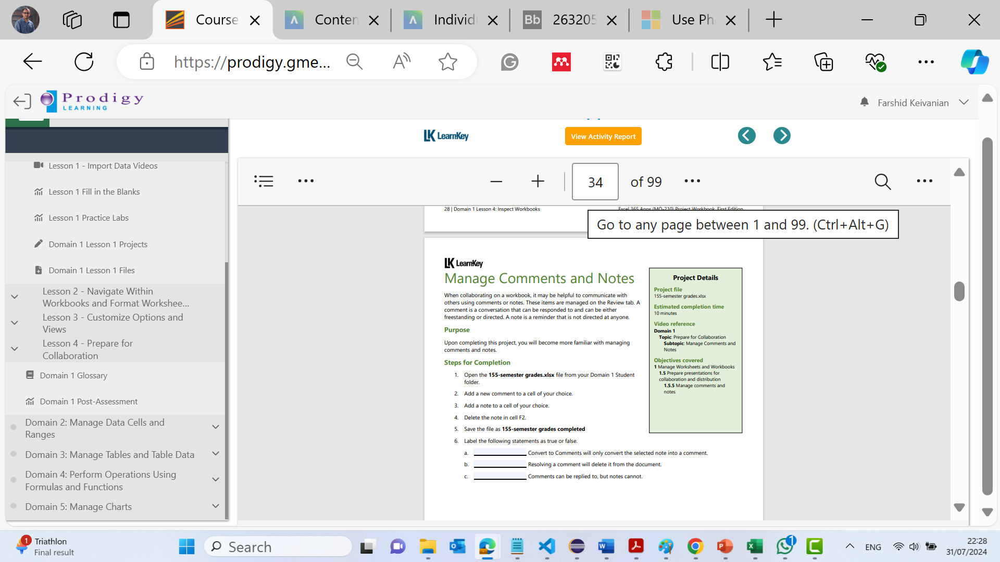 Course
Conten
Individ
Bb
263205
Use Ph
https://prodigy.gme...
Prodigy
LEARNING
Farshid Keivanian
LK LearnKey
View Activity Report
Lesson 1 - Import Data Videos
Lesson 1 Fill in the Blanks
Lesson 1 Practice Labs
Domain 1 Lesson 1 Projects
Domain 1 Lesson 1 Files
Lesson 2 - Navigate Within
Workbooks and Format Workshee...
Lesson 3 - Customize Options and
Views
Lesson 4 - Prepare for
Collaboration
Domain 1 Glossary
Domain 1 Post-Assessment
Domain 2: Manage Data Cells and
Ranges
Domain 3: Manage Tables and Table Data
Domain 4: Perform Operations Using
Formulas and Functions
Domain 5: Manage Charts
34 of 99
28 | Domain 1 Lesson 4: Inspect Workbooks
Excel 365 Apps (MO-210) Project Workbook, First Edition
Go to any page between 1 and 99. (Ctrl+Alt+G)
LK LearnKey
Manage Comments and Notes
When collaborating on a workbook, it may be helpful to communicate with
others using comments or notes. These items are managed on the Review tab. A
comment is a conversation that can be responded to and can be either
freestanding or directed. A note is a reminder that is not directed at anyone.
Purpose
Upon completing this project, you will become more familiar with managing
comments and notes.
Steps for Completion
1. Open the 155-semester grades.xlsx file from your Domain 1 Student
folder.
2. Add a new comment to a cell of your choice.
3. Add a note to a cell of your choice.
4. Delete the note in cell F2.
5. Save the file as 155-semester grades completed
6. Label the following statements as true or false.
a. Convert to Comments will only convert the selected note into a comment.
b. Resolving a comment will delete it from the document.
c. Comments can be replied to, but notes cannot.
Project Details
Project file
155-semester grades.xlsx
Estimated completion time
10 minutes
Video reference
Domain 1
Topic: Prepare for Collaboration
Subtopic: Manage Comments and
Notes
Objectives covered
1 Manage Worksheets and Workbooks
1.5 Prepare presentations for
collaboration and distribution
1.5.5 Manage comments and
notes
1
Triathlon
Final result
Search
1
ENG
22:28
31/07/2024